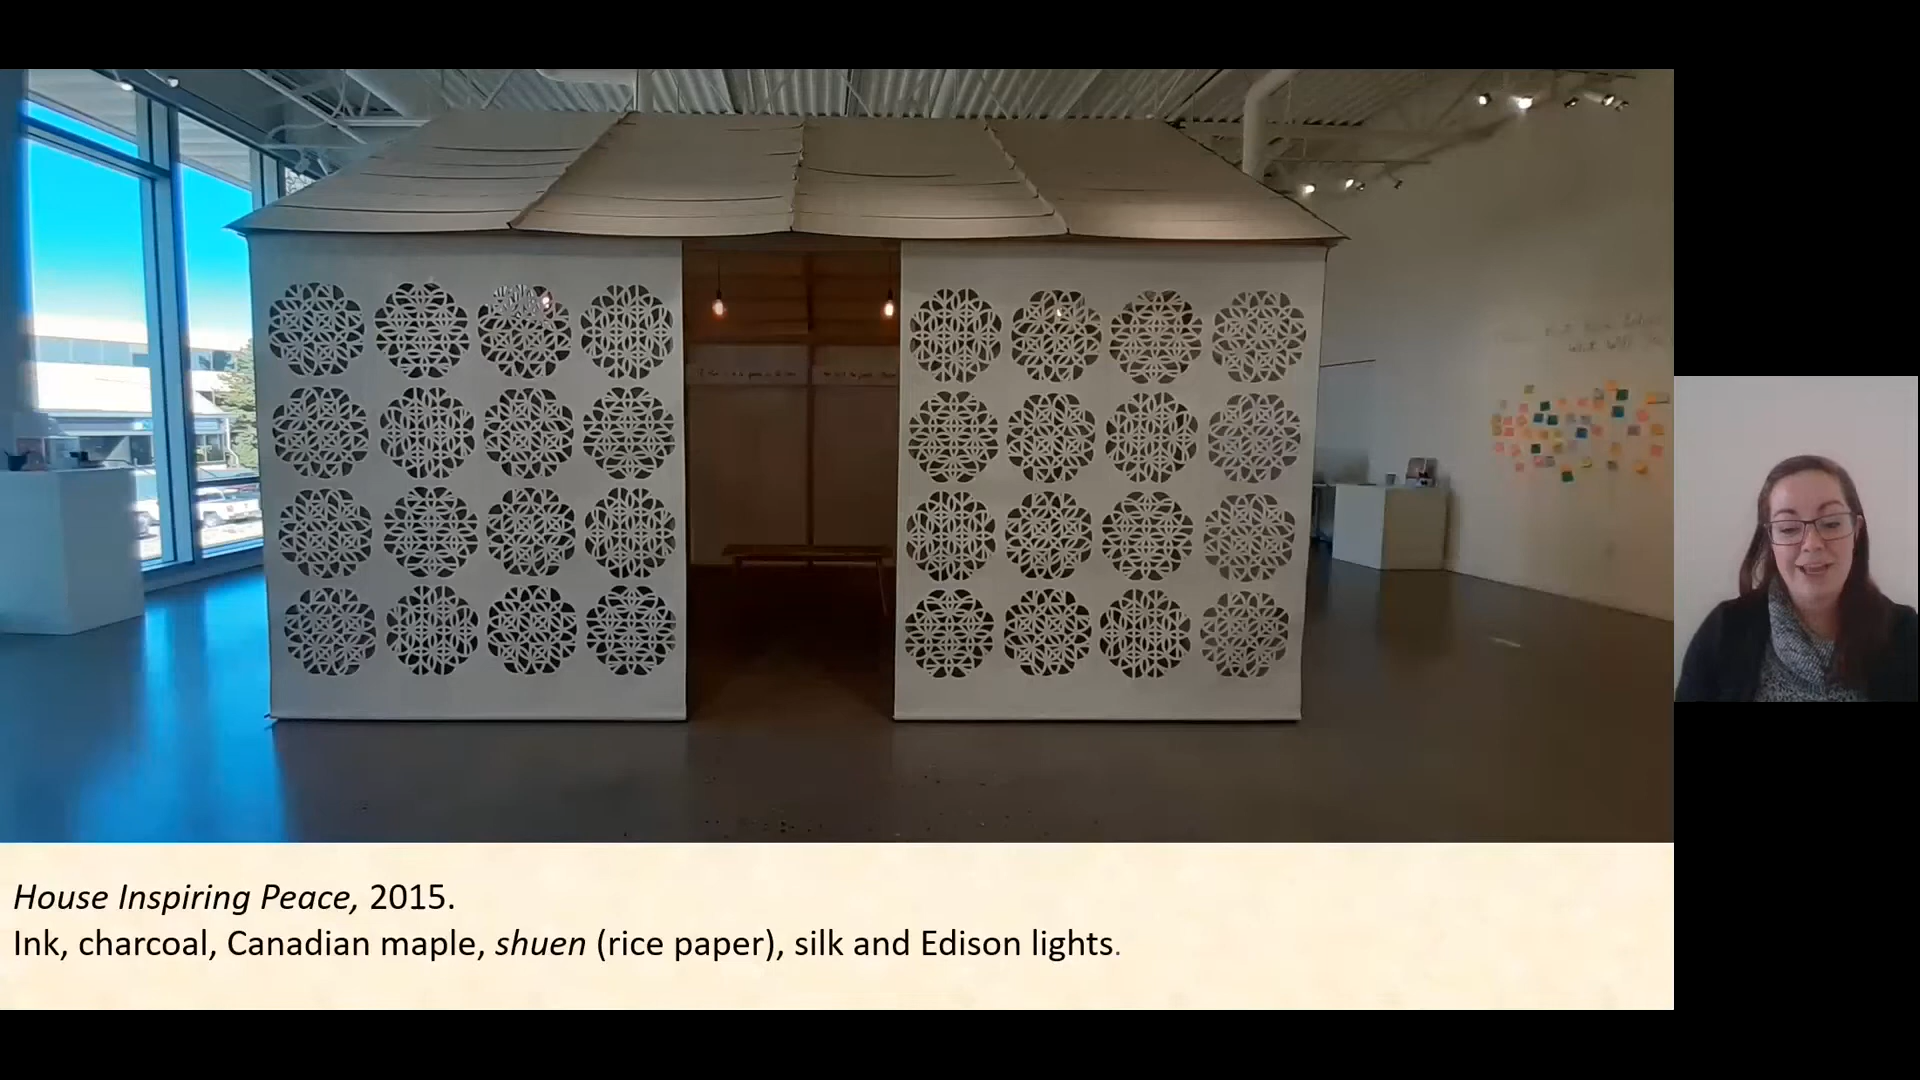 House Inspiring Peace, 2015.
Ink, charcoal, Canadian maple, shuen (rice paper), silk and Edison lights.